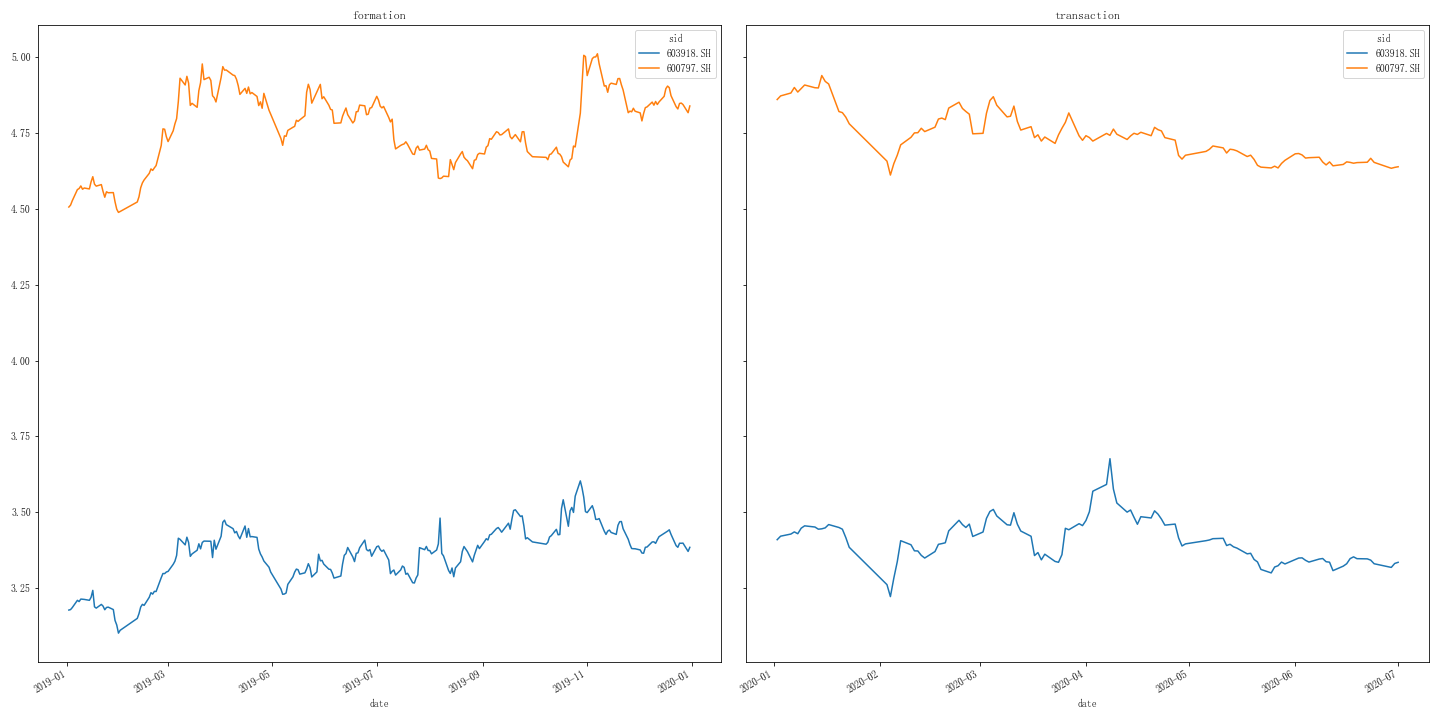 formation
sid
603918.SH
600797.SH
5.00
4.75
4.50
4.25
4.00
3.75
3.50
3.25
2019-01
2019-03
2019-05
2019-07
2019-09
2019-11
2020-01
date
transaction
sid
603918.SH
600797.SH
2020-01
2020-02
2020-03
2020-04
2020-05
2020-06
2020-07
date